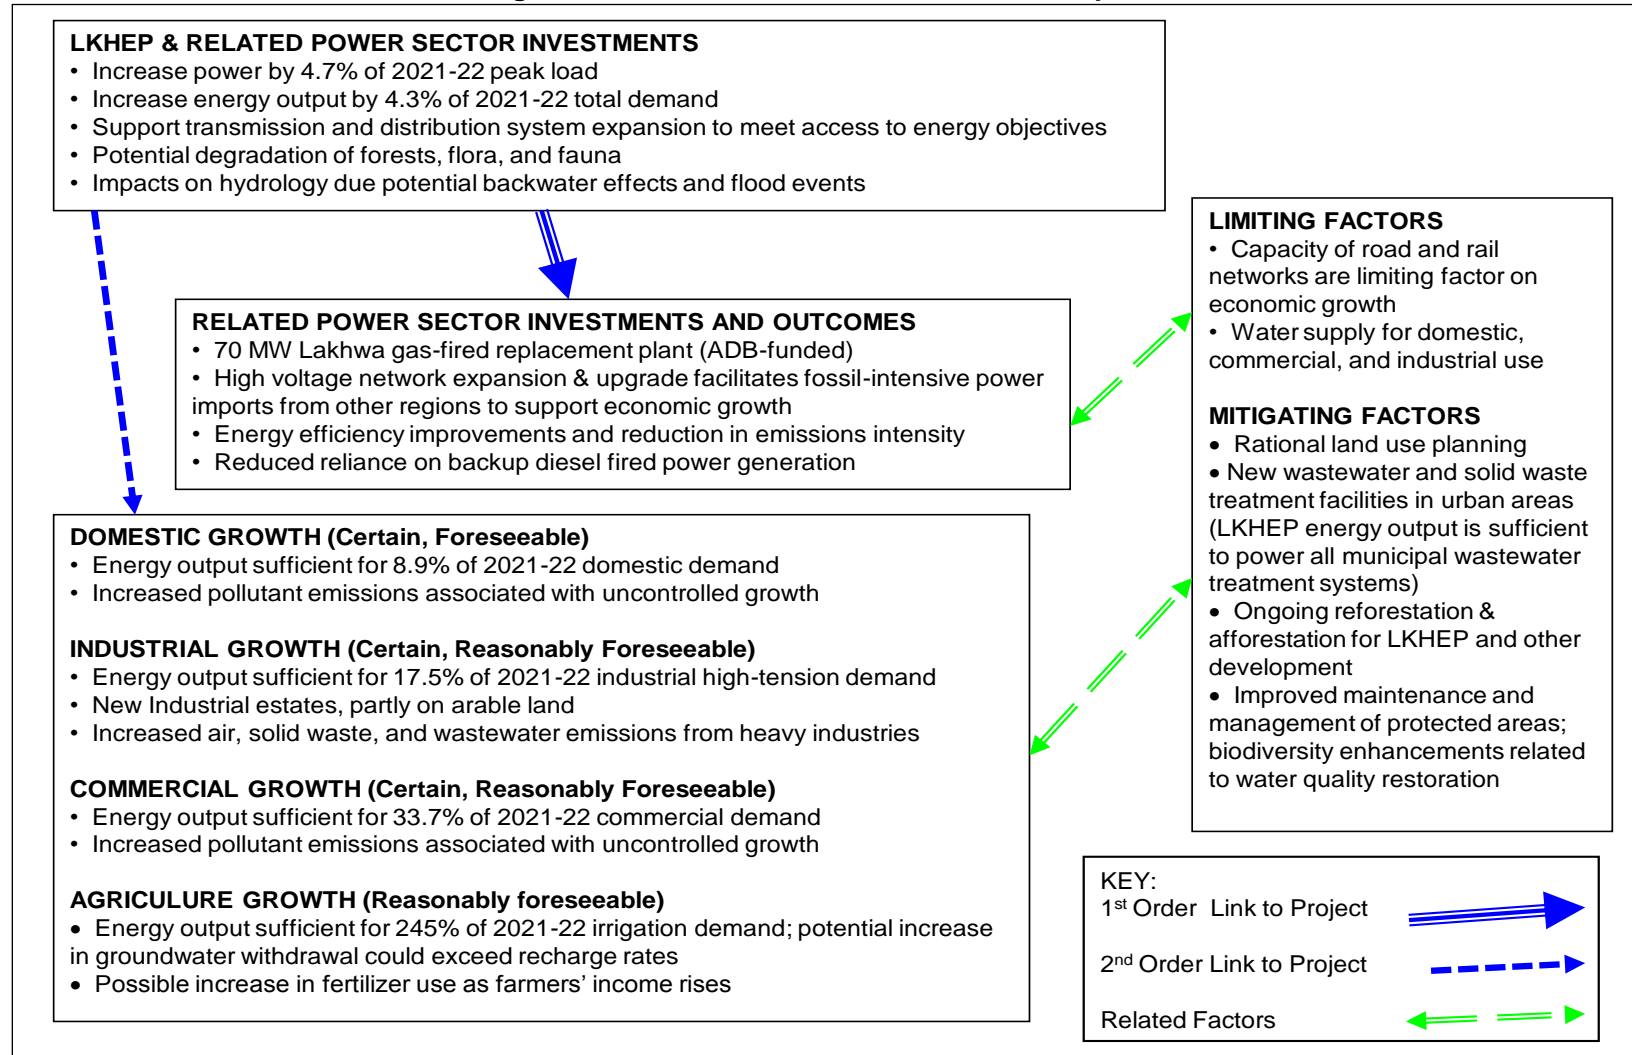 LKHEP & RELATED POWER SECTOR INVESTMENTS
• Increase power by 4.7% of 2021-22 peak load
• Increase energy output by 4.3% of 2021-22 total demand
• Support transmission and distribution system expansion to meet access to energy objectives
• Potential degradation of forests, flora, and fauna
• Impacts on hydrology due potential backwater effects and flood events
RELATED POWER SECTOR INVESTMENTS AND OUTCOMES
• 70 MW Lakhwa gas-fired replacement plant (ADB-funded)
• High voltage network expansion & upgrade facilitates fossil-intensive power
imports from other regions to support economic growth
• Energy efficiency improvements and reduction in emissions intensity
• Reduced reliance on backup diesel fired power generation
DOMESTIC GROWTH (Certain, Foreseeable)
• Energy output sufficient for 8.9% of 2021-22 domestic demand
• Increased pollutant emissions associated with uncontrolled growth
INDUSTRIAL GROWTH (Certain, Reasonably Foreseeable)
• Energy output sufficient for 17.5% of 2021-22 industrial high-tension demand
• New Industrial estates, partly on arable land
• Increased air, solid waste, and wastewater emissions from heavy industries
COMMERCIAL GROWTH (Certain, Reasonably Foreseeable)
• Energy output sufficient for 33.7% of 2021-22 commercial demand
• Increased pollutant emissions associated with uncontrolled growth
AGRICULURE GROWTH (Reasonably foreseeable)
• Energy output sufficient for 245% of 2021-22 irrigation demand; potential increase
in groundwater withdrawal could exceed recharge rates
• Possible increase in fertilizer use as farmers’ income rises
LIMITING FACTORS
• Capacity of road and rail
networks are limiting factor on
economic growth
• Water supply for domestic,
commercial, and industrial use
MITIGATING FACTORS
• Rational land use planning
• New wastewater and solid waste
treatment facilities in urban areas
(LKHEP energy output is sufficient
to power all municipal wastewater
treatment systems)
• Ongoing reforestation &
afforestation for LKHEP and other
development
• Improved maintenance and
management of protected areas;
biodiversity enhancements related
to water quality restoration
KEY:
1st Order Link to Project
2nd Order Link to Project
Related Factors